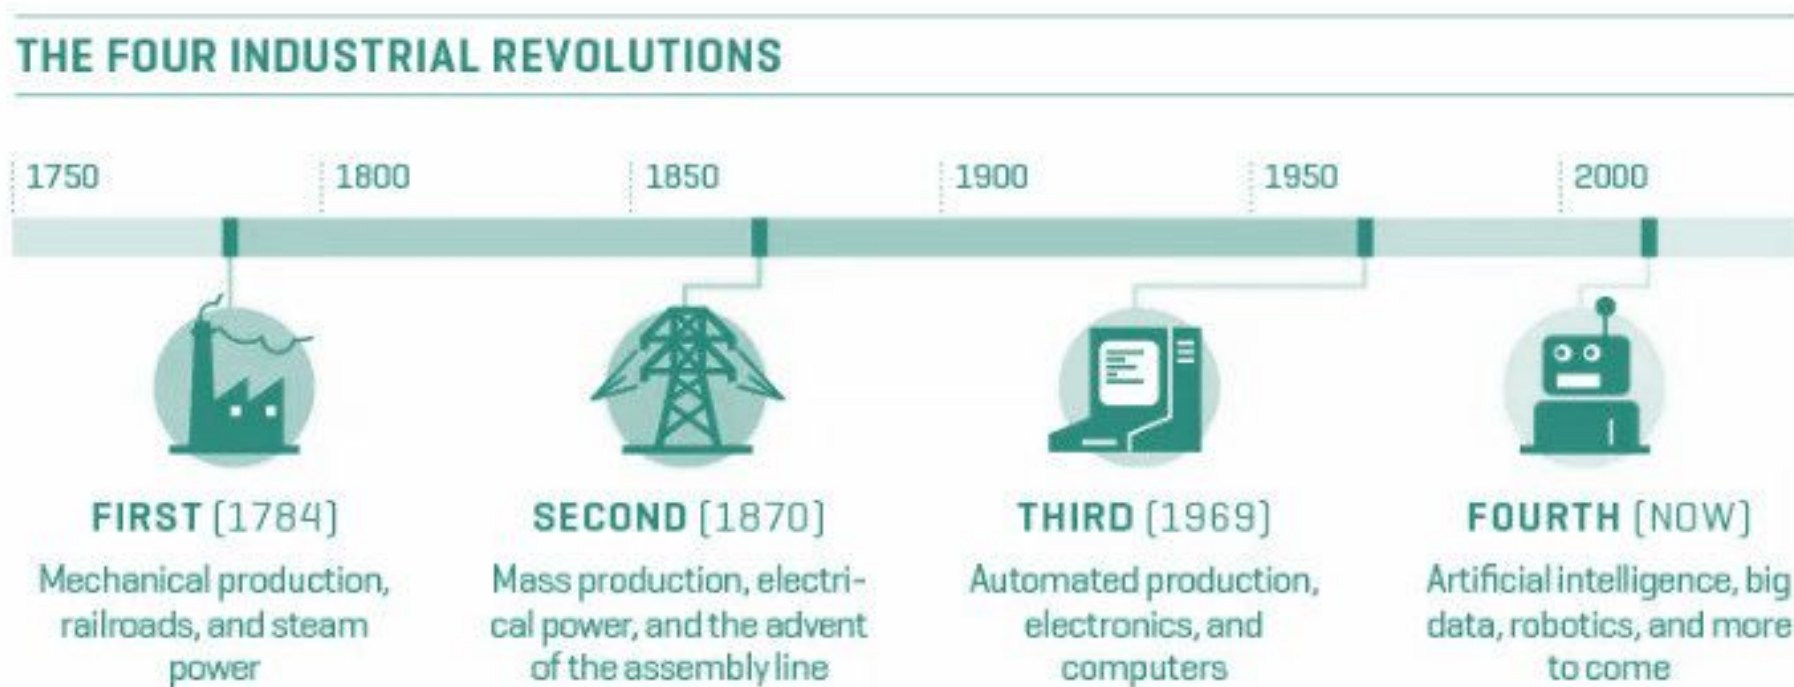 THE FOUR INDUSTRIAL REVOLUTIONS
1750
1800
1850
1900
1950
2000
FIRST (1784)
Mechanical production,
railroads, and steam
power
SECOND (1870)
Mass production, electri-
cal power, and the advent
of the assembly line
THIRD (1969)
Automated production,
electronics, and
computers
FOURTH (NOW)
Artificial intelligence, big
data, robotics, and more
to come